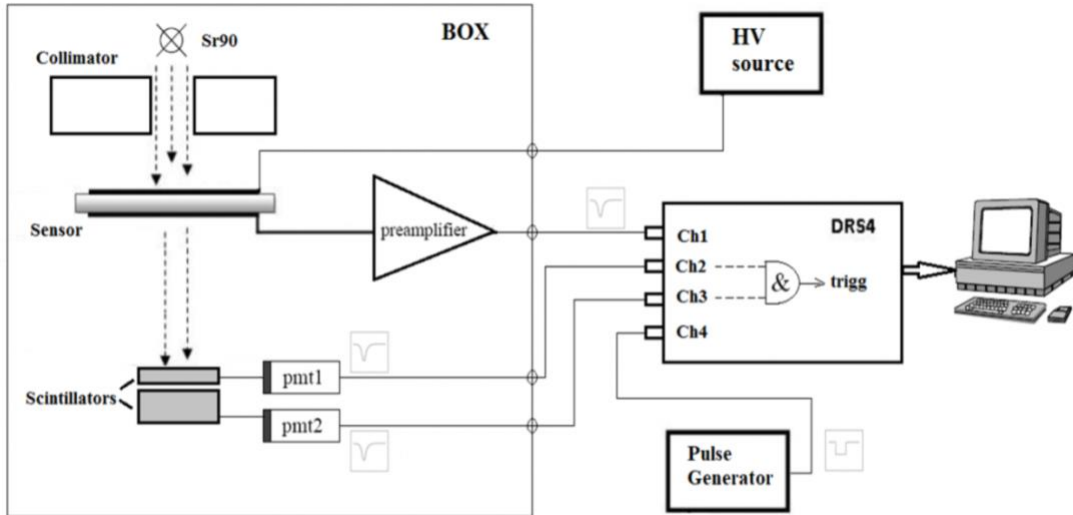 BOX
Sr90
Collimator
HV
source
Sensor
preamplifier
DRS4
Ch1
Ch2
Ch3
Ch4
&
trigg
Scintillators
pmt1
pmt2
Pulse
Generator